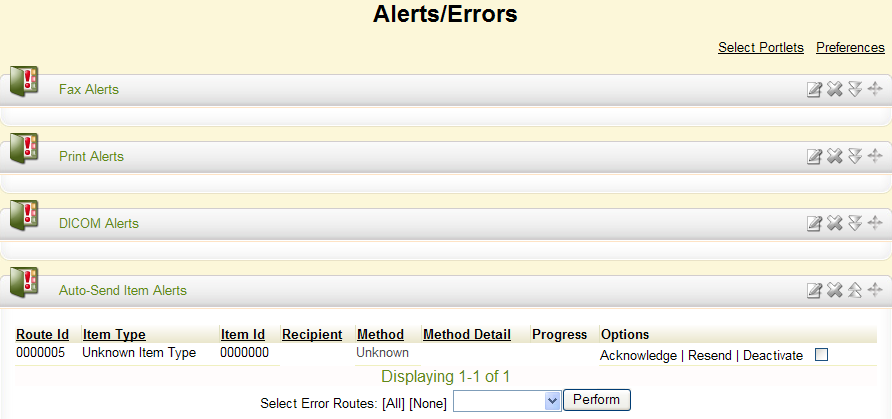 Alerts/Errors
Select Portlets Preferences
Fax Alerts
Print Alerts
DICOM Alerts
Auto-Send Item Alerts
Route Id Item Type Item Id Recipient Method Method Detail Progress Options
0000005 Unknown Item Type 0000000 Unknown Acknowledge | Resend | Deactivate
Displaying 1-1 of 1
Select Error Routes: [All] [None] Perform